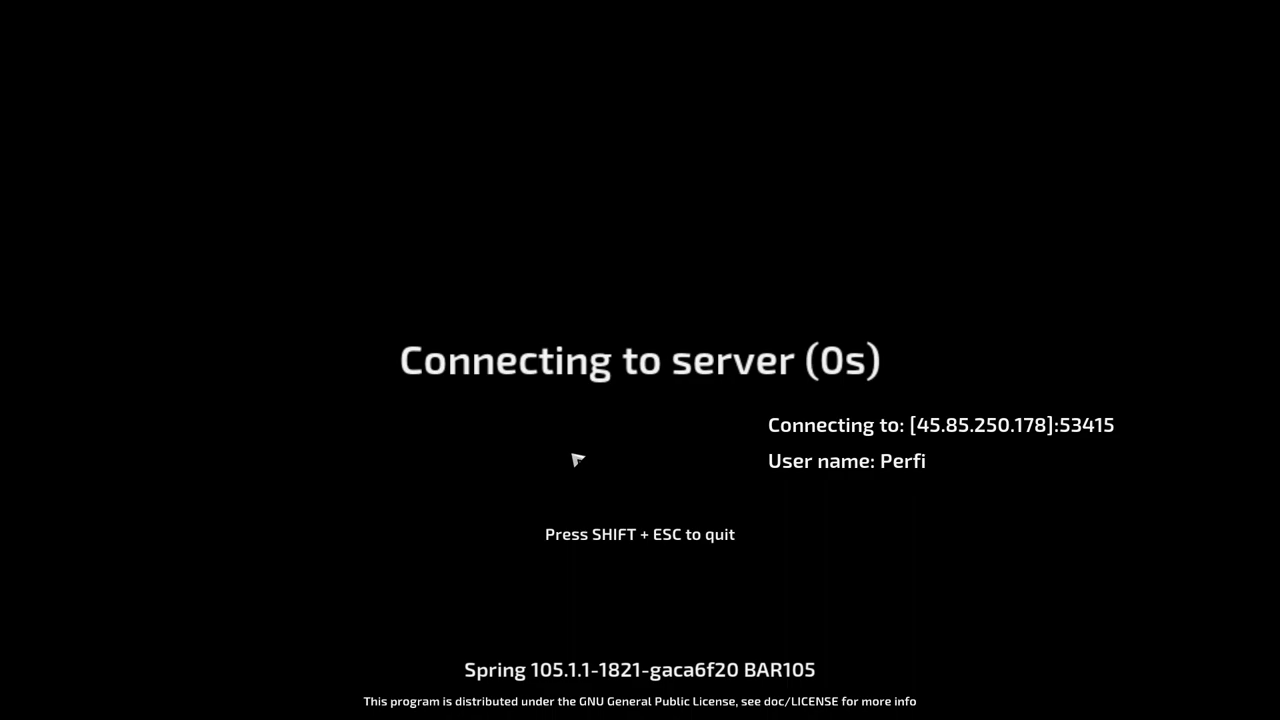 Connecting to server (0s)
Connecting to: [45.85.250.178]:53415
User name: Perfi
Press SHIFT + ESC to quit
Spring 105.1.1-1821-gaca6f20 BAR105
This program is distributed under the GNU General Public License, see doc/LICENSE for more info